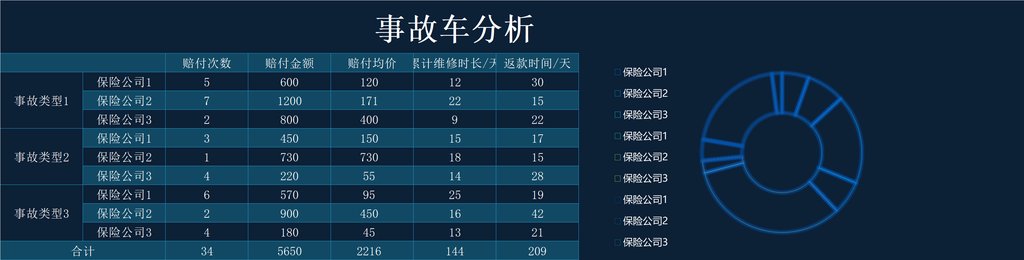 事故车分析
赔付次数 赔付金额 赔付均价 累计维修时长/天 返款时间/天
事故类型1 保险公司1 5 600 120 12 30
保险公司2 7 1200 171 22 15
保险公司3 2 800 400 9 22
事故类型2 保险公司1 3 450 150 15 17
保险公司2 1 730 730 18 15
保险公司3 4 220 55 14 28
事故类型3 保险公司1 6 570 95 25 19
保险公司2 2 900 450 16 42
保险公司3 4 180 45 13 21
合计 34 5650 2216 144 209
保险公司1
保险公司2
保险公司3
保险公司1
保险公司2
保险公司3
保险公司1
保险公司2
保险公司3